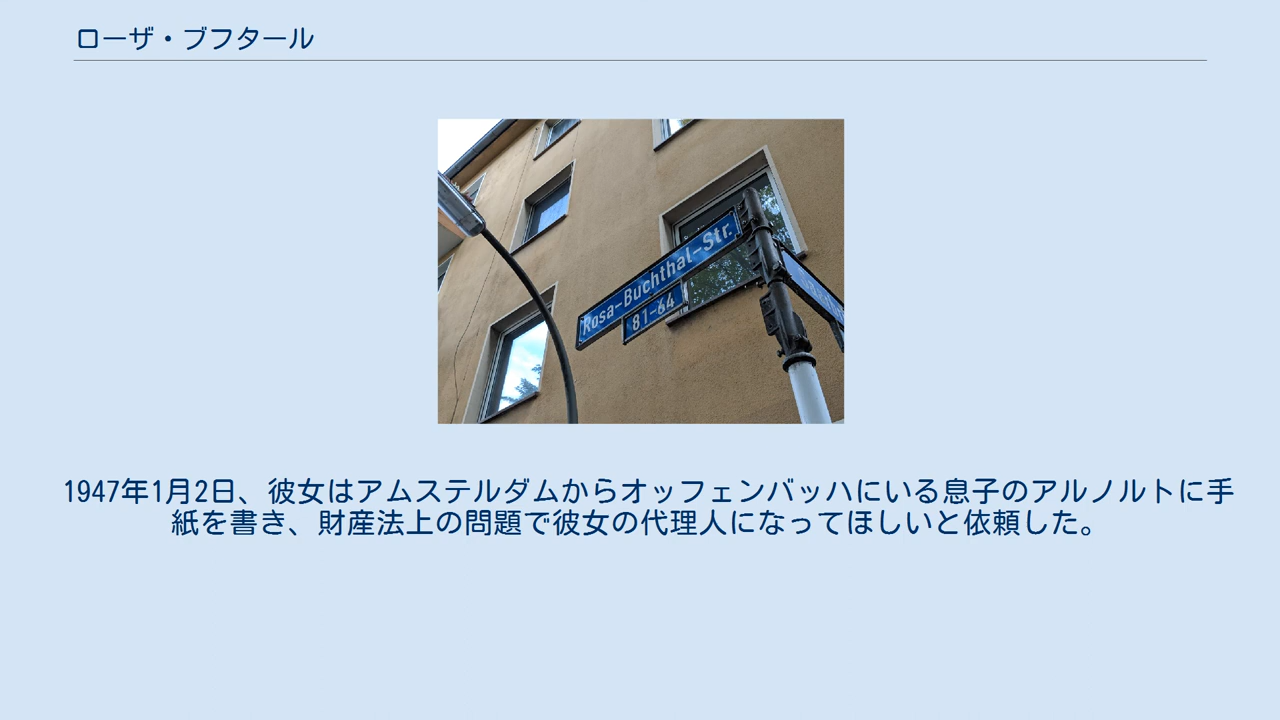 ローザ・ブフタール
Rosa-Buchthal-Str.
81-64
1947年1月2日、彼女はアムステルダムからオッフェンバッハにいる息子のアルノルトに手
紙を書き、財産法上の問題で彼女の代理人になってほしいと依頼した。